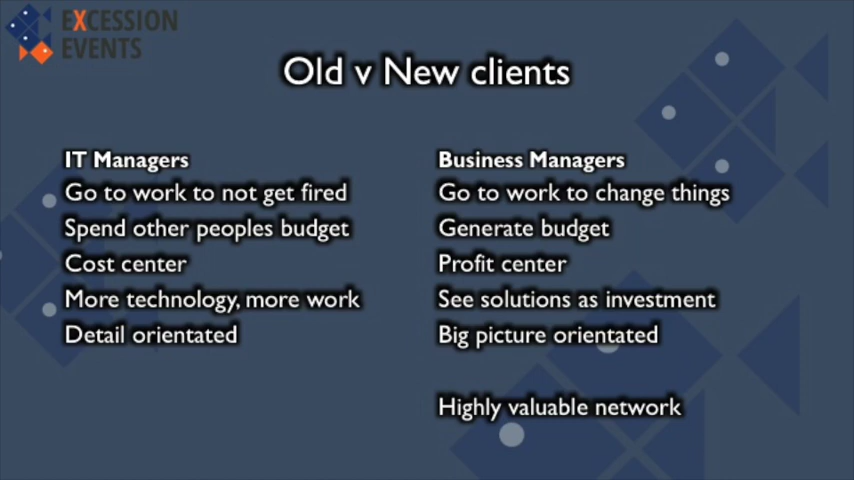 EXCESSION
EVENTS
Old v New clients
IT Managers
Go to work to not get fired
Spend other peoples budget
Cost center
More technology, more work
Detail orientated
Business Managers
Go to work to change things
Generate budget
Profit center
See solutions as investment
Big picture orientated
Highly valuable network